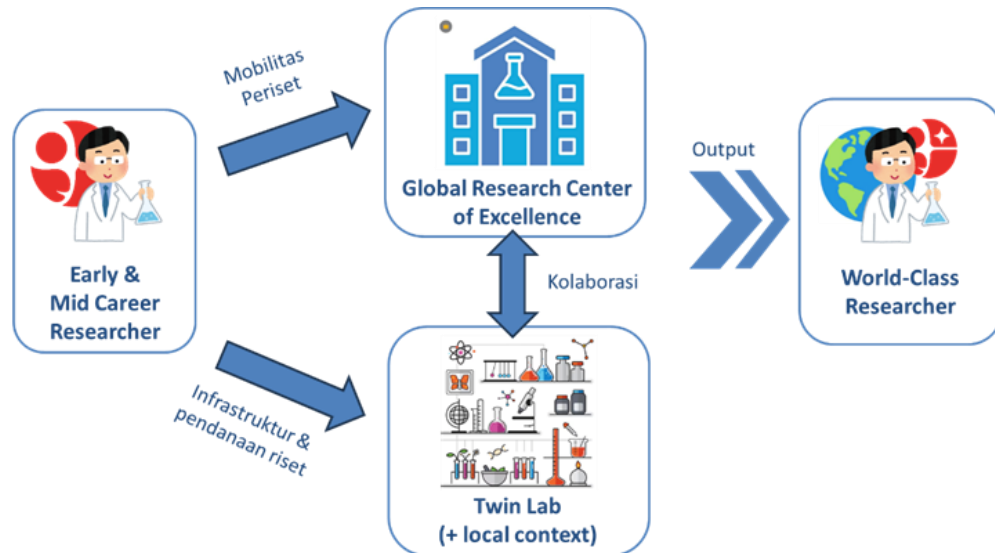 Mobilitas
Periset
Early &
Mid Career
Researcher
Global Research Center
of Excellence
Output
World-Class
Researcher
Kolaborasi
Infrastruktur &
pendanaan riset
Twin Lab
(+ local context)